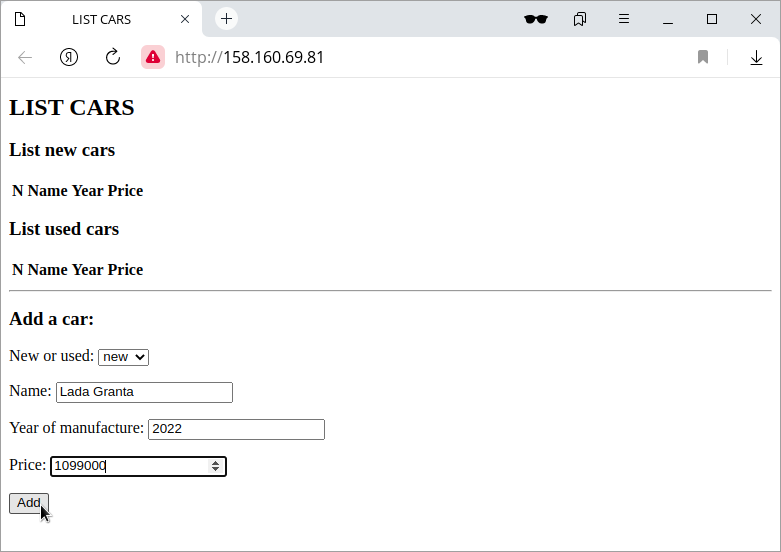 LIST CARS
Я
http://158.160.69.81
LIST CARS
List new cars
N Name Year Price
List used cars
N Name Year Price
Add a car:
New or used: new
Name: Lada Granta
Year of manufacture: 2022
Price: 1099000
Add